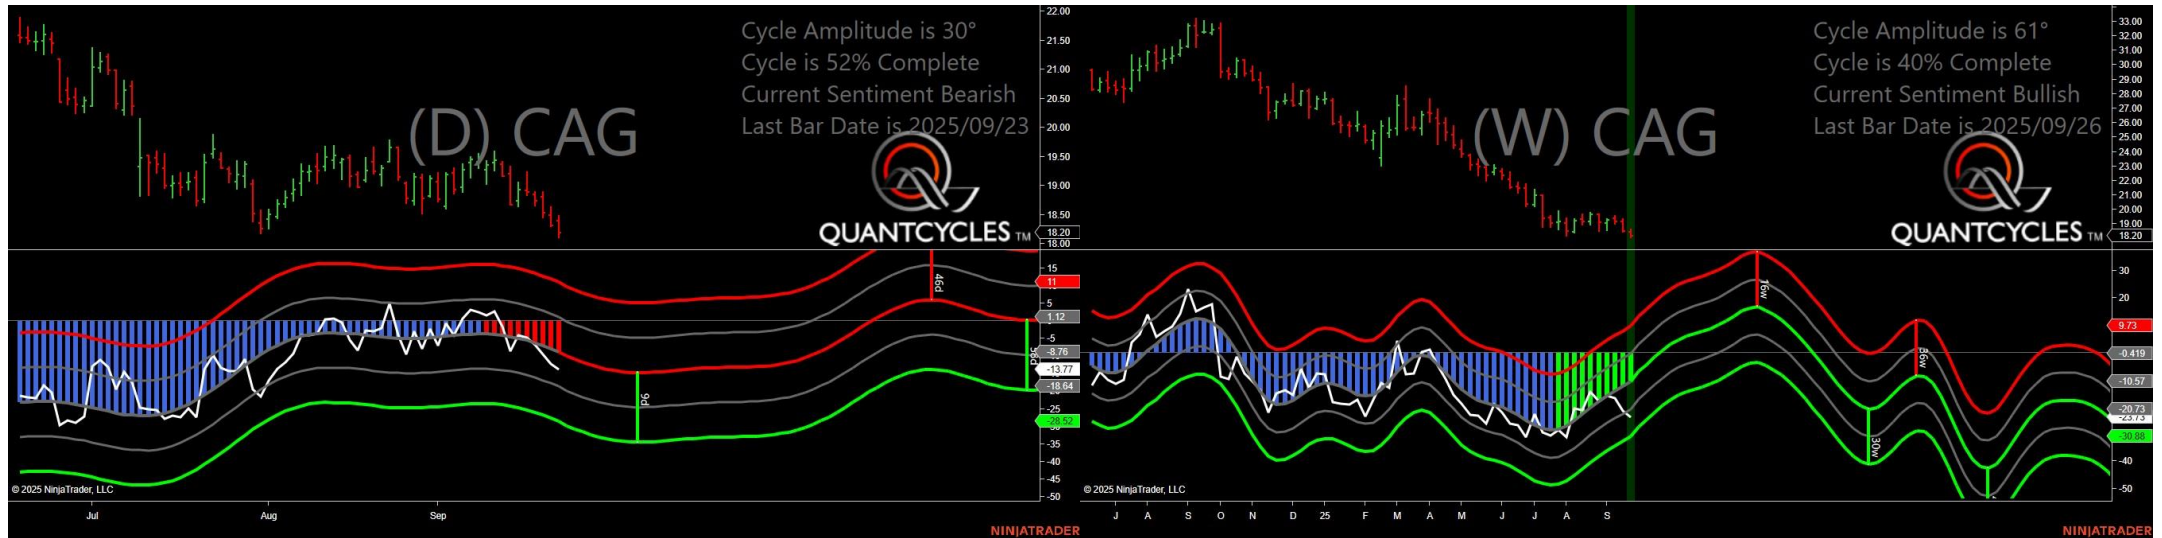 Cycle Amplitude is 30°
Cycle is 52% Complete
Current Sentiment Bearish
Last Bar Date is 2025/09/23
(D) CAG
QUANTCYCLES TM
22.00
21.50
21.00
20.50
20.00
19.50
19.00
18.50
18.20
18.00
15
11
5
1.12
-5
-8.76
-13.77
-18.64
-25
-28.52
-35
-40
-45
-50
46d
9d
© 2025 NinjaTrader, LLC
Jul
Aug
Sep
NINJATRADER
Cycle Amplitude is 61°
Cycle is 40% Complete
Current Sentiment Bullish
Last Bar Date is 2025/09/26
(W) CAG
QUANTCYCLES TM
33.00
32.00
31.00
30.00
29.00
28.00
27.00
26.00
25.00
24.00
23.00
22.00
21.00
20.00
19.00
18.20
30
20
9.73
-0.419
-10.57
-20.73
-23.73
-30.88
-40
-50
16w
36w
30w
© 2025 NinjaTrader, LLC
J A S O N D 25 F M A M J J A S
NINJATRADER